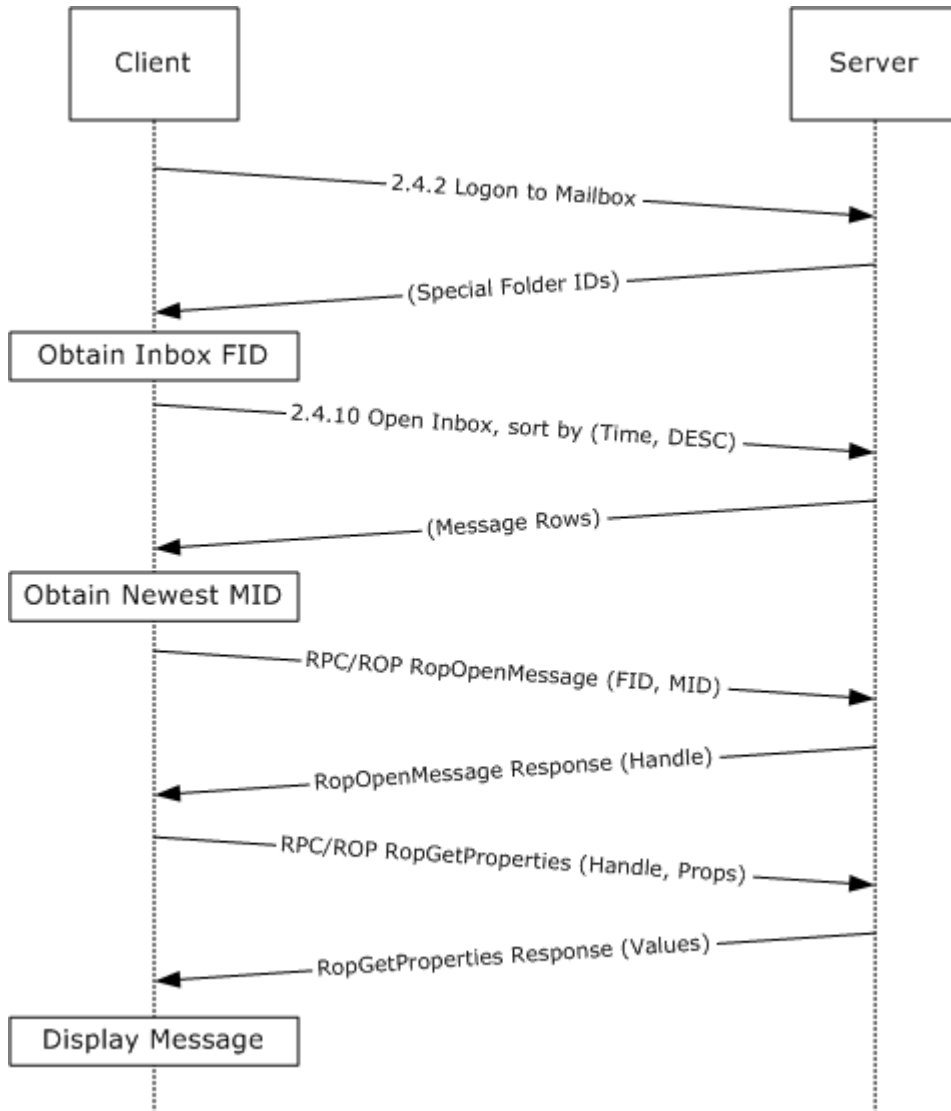 Client
Server
2.4.2 Logon to Mailbox
(Special Folder IDs)
Obtain Inbox FID
2.4.10 Open Inbox, sort by (Time, DESC)
(Message Rows)
Obtain Newest MID
RPC/ROP RopOpenMessage (FID, MID)
RopOpenMessage Response (Handle)
RPC/ROP RopGetProperties (Handle, Props)
RopGetProperties Response (Values)
Display Message